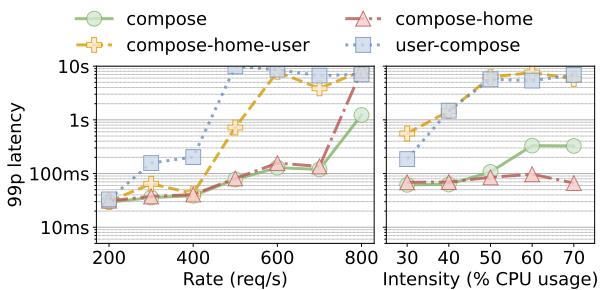 compose
compose-home
compose-home-user
user-compose
10s
1s
100ms
10ms
99p latency
200 400 600 800
Rate (req/s)
30 40 50 60 70
Intensity (% CPU usage)